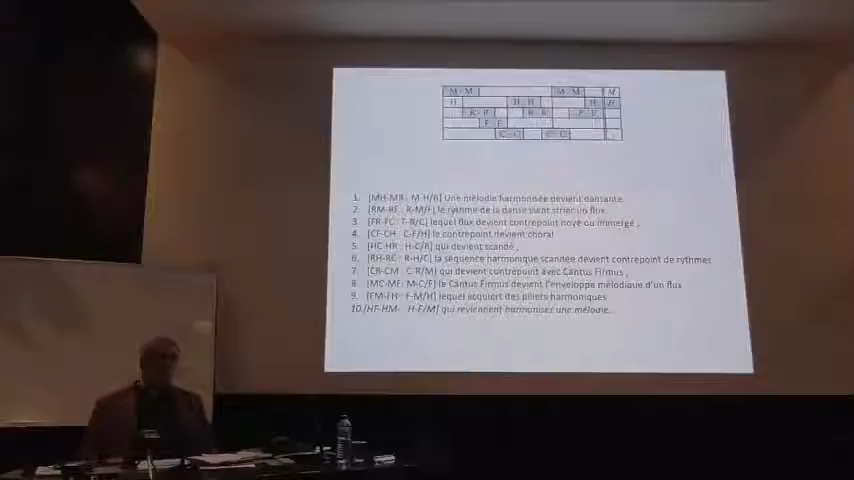 M M M M M
H H H H H
R R R R R R
F F
C C C C
1. [MH-MR : M-H/R] Une mélodie harmonisée devient dansante
2. [RM-RF : R-M/F] le rythme de la danse vient strier un flux
3. [FR-FC : F-R/C] lequel flux devient contrepoint noyé ou immergé,
4. [CF-CH : C-F/H] le contrepoint devient choral
5. [HC-HR : H-C/R] qui devient scandé,
6. [RH-RC : R-H/C] la séquence harmonique scandée devient contrepoint de rythmes
7. [CR-CM : C-R/M] qui devient contrepoint avec Cantus Firmus,
8. [MC-MF: M-C/F] le Cantus Firmus devient l'enveloppe mélodique d'un flux
9. [FM-FH : F-M/H] lequel acquiert des piliers harmoniques
10.[HF-HM- H-F/M] qui reviennent harmoniser une mélodie...